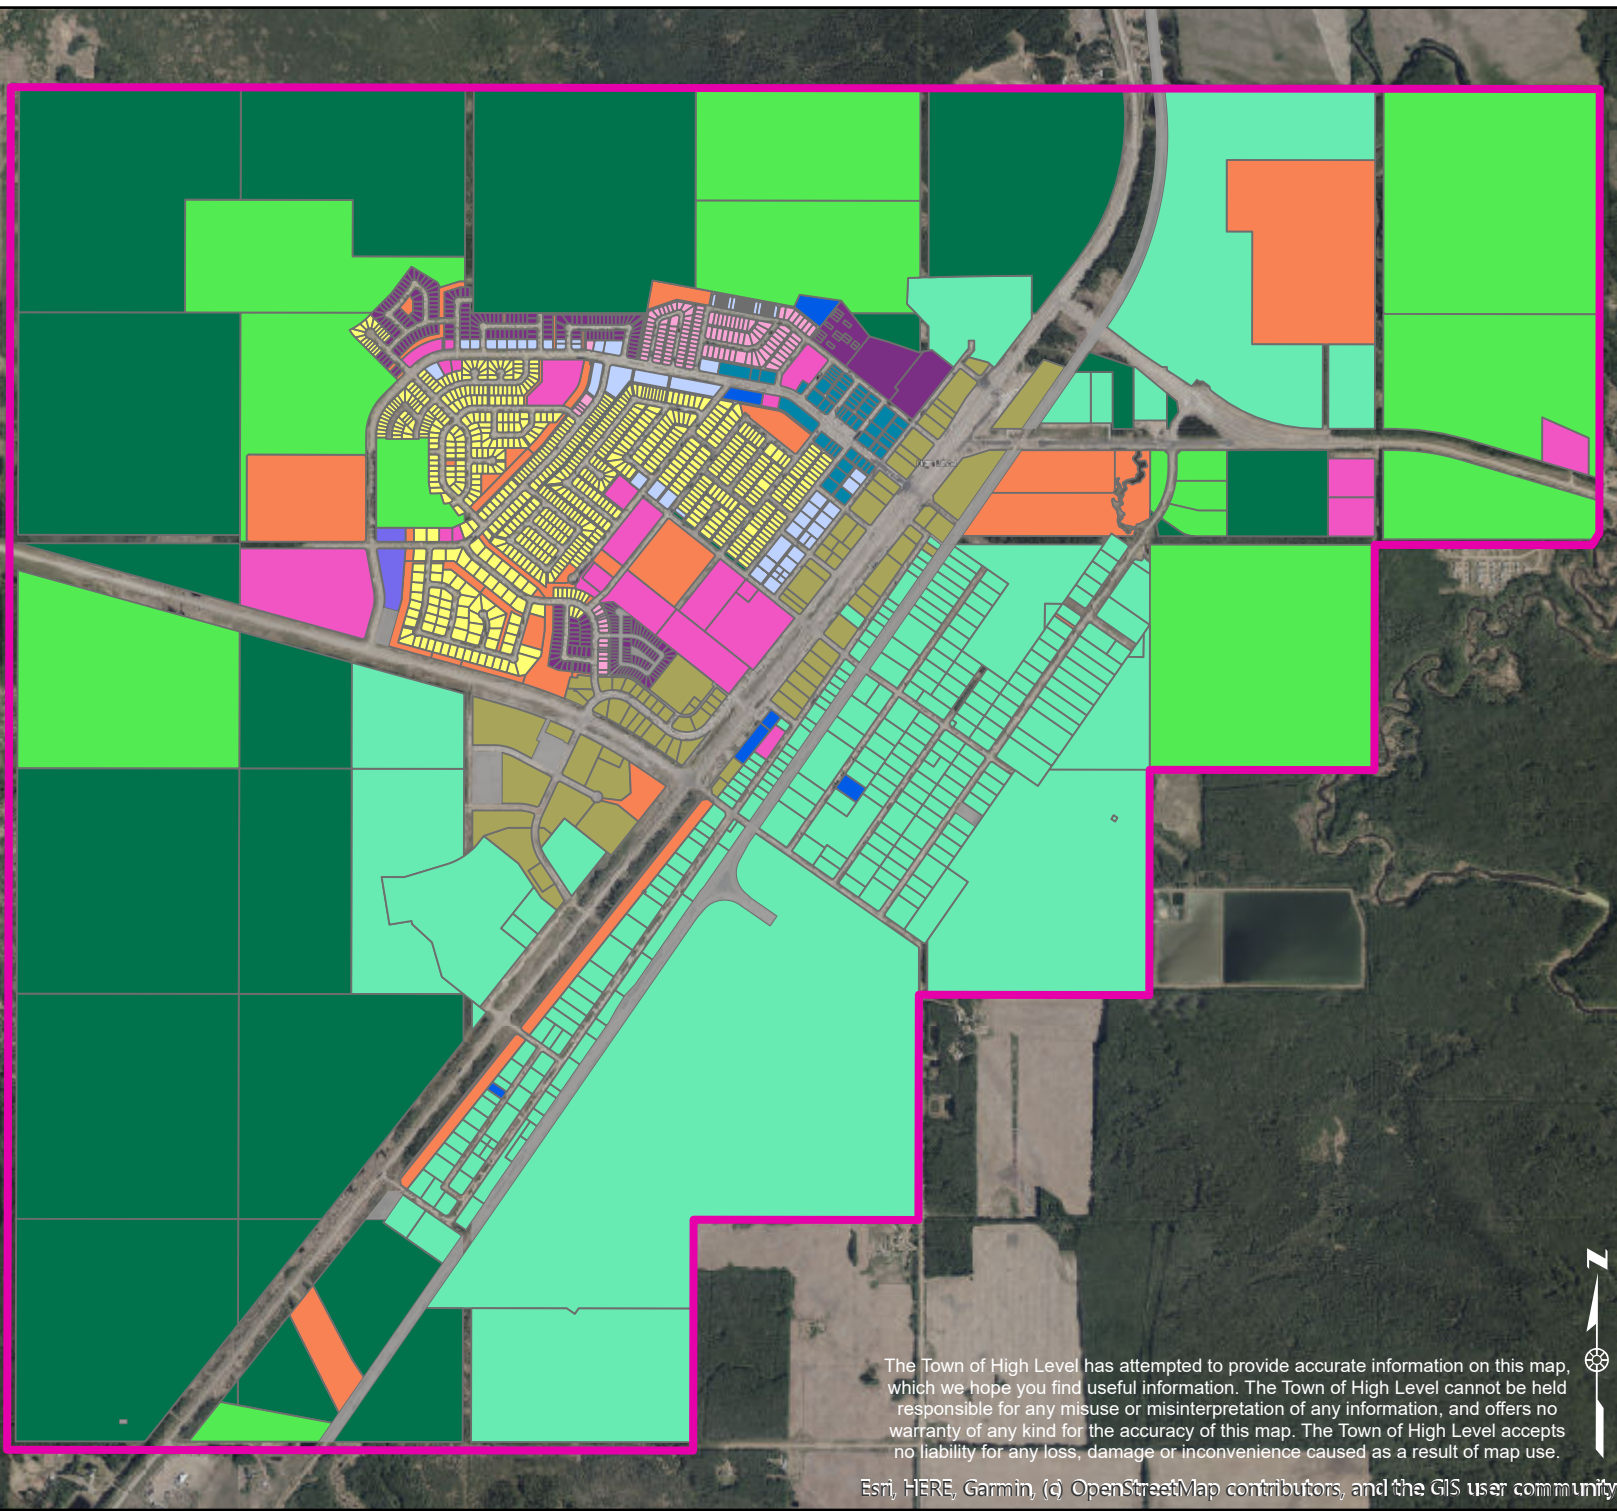 High Level
N
The Town of High Level has attempted to provide accurate information on this map,
which we hope you find useful information. The Town of High Level cannot be held
responsible for any misuse or misinterpretation of any information, and offers no
warranty of any kind for the accuracy of this map. The Town of High Level accepts
no liability for any loss, damage or inconvenience caused as a result of map use.
Esri, HERE, Garmin, (c) OpenStreetMap contributors, and the GIS user community